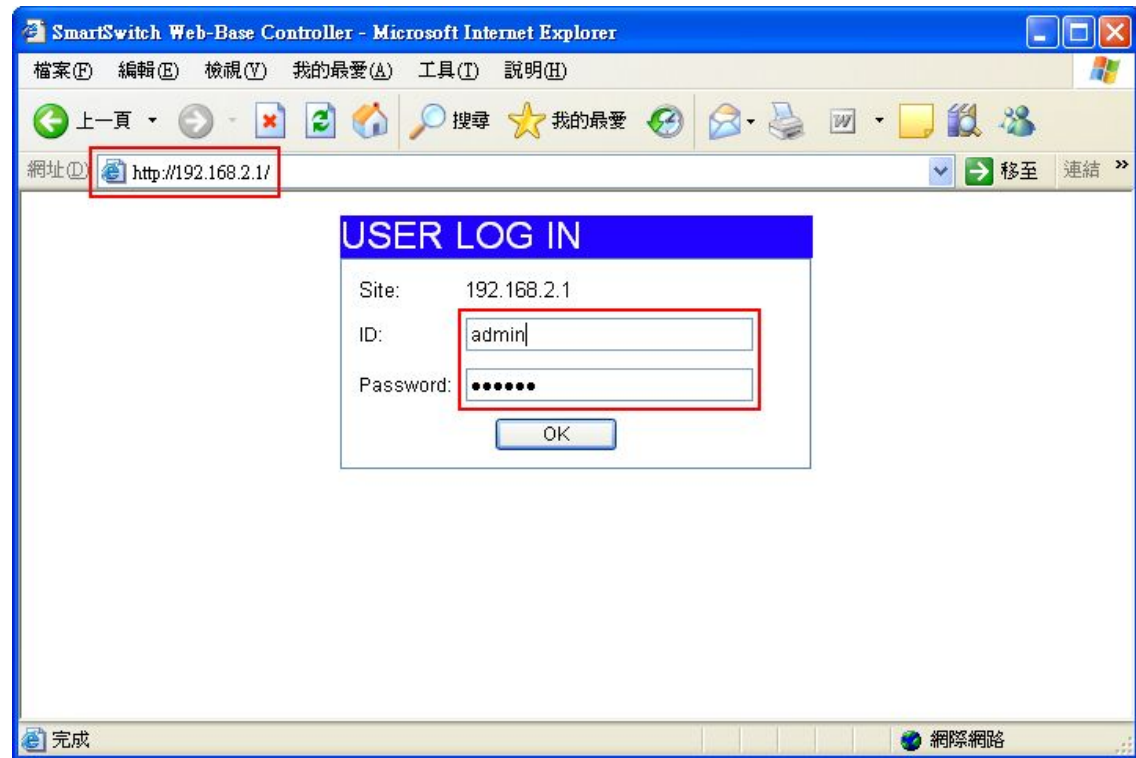 SmartSwitch Web-Base Controller - Microsoft Internet Explorer
檔案(F) 編輯(E) 檢視(V) 我的最愛(A) 工具(T) 說明(H)
上一頁 搜尋 我的最愛
網址(D) http://192.168.2.1/ 移至 連結 »
USER LOG IN
Site: 192.168.2.1
ID: admin
Password: ••••••
OK
完成 網際網路